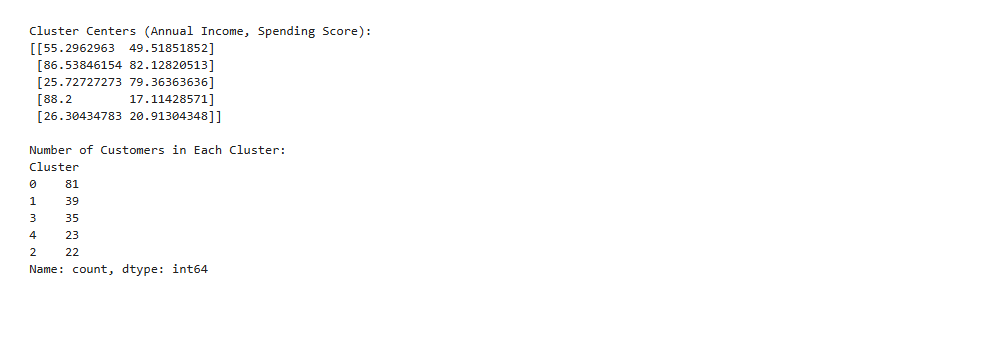 Cluster Centers (Annual Income, Spending Score):
[[55.2962963  49.51851852]
 [86.53846154 82.12820513]
 [25.72727273 79.36363636]
 [88.2        17.11428571]
 [26.30434783 20.91304348]]

Number of Customers in Each Cluster:
Cluster
0    81
1    39
3    35
4    23
2    22
Name: count, dtype: int64